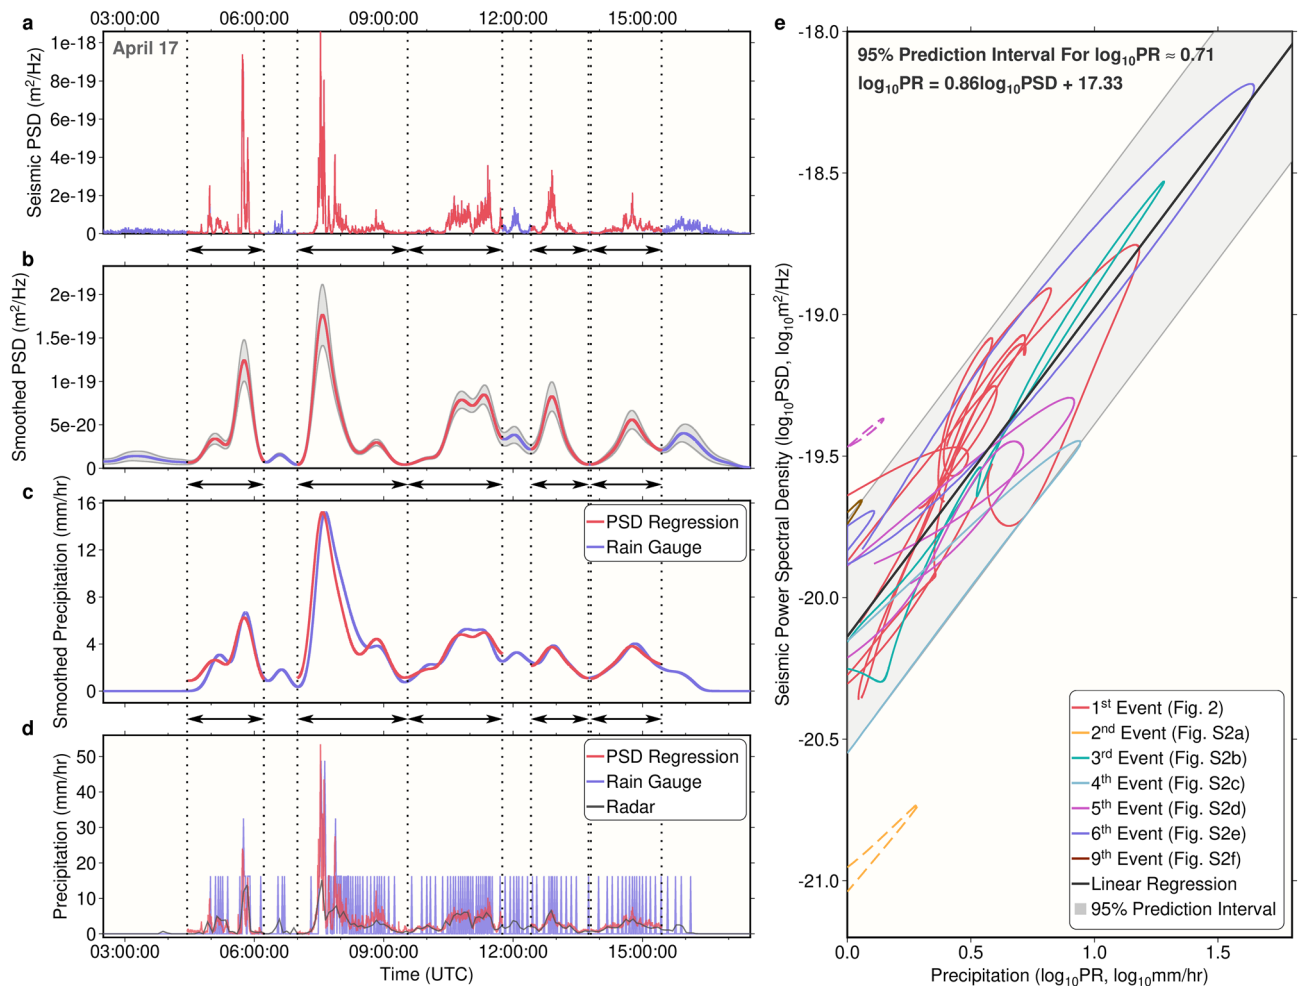 a
03:00:00 06:00:00 09:00:00 12:00:00 15:00:00
April 17
Seismic PSD (m²/Hz)
1e-18
8e-19
6e-19
4e-19
2e-19
0
b
Smoothed PSD (m²/Hz)
2e-19
1.5e-19
1e-19
5e-20
0
c
Smoothed Precipitation (mm/hr)
16
12
8
4
0
PSD Regression
Rain Gauge
d
Precipitation (mm/hr)
50
40
30
20
10
0
PSD Regression
Rain Gauge
Radar
03:00:00 06:00:00 09:00:00 12:00:00 15:00:00
Time (UTC)
e
95% Prediction Interval For log₁₀PR ≈ 0.71
log₁₀PR = 0.86log₁₀PSD + 17.33
Seismic Power Spectral Density (log₁₀PSD, log₁₀m²/Hz)
-18.0
-18.5
-19.0
-19.5
-20.0
-20.5
-21.0
1st Event (Fig. 2)
2nd Event (Fig. S2a)
3rd Event (Fig. S2b)
4th Event (Fig. S2c)
5th Event (Fig. S2d)
6th Event (Fig. S2e)
9th Event (Fig. S2f)
Linear Regression
95% Prediction Interval
0.0 0.5 1.0 1.5
Precipitation (log₁₀PR, log₁₀mm/hr)